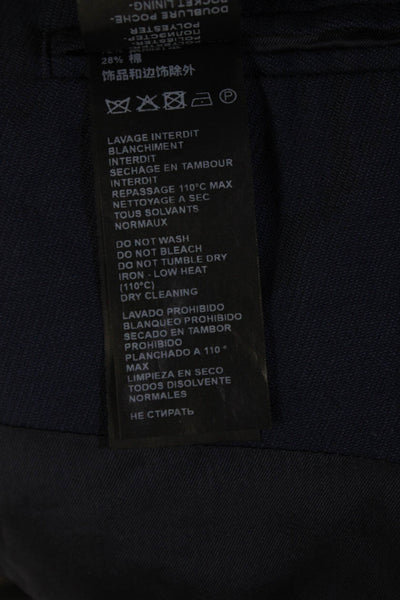 DOUBLURE POCHE-
POCKET LINING-
ПОЛИЭСТЕР-
POLYESTER
28% 棉
饰品和边饰除外
P
LAVAGE INTERDIT
BLANCHIMENT
INTERDIT
SECHAGE EN TAMBOUR
INTERDIT
REPASSAGE 110°C MAX
NETTOYAGE A SEC
TOUS SOLVANTS
NORMAUX
DO NOT WASH
DO NOT BLEACH
DO NOT TUMBLE DRY
IRON - LOW HEAT
(110°C)
DRY CLEANING
LAVADO PROHIBIDO
BLANQUEO PROHIBIDO
SECADO EN TAMBOR
PROHIBIDO
PLANCHADO A 110°
MAX
LIMPIEZA EN SECO
TODOS DISOLVENTE
NORMALES
НЕ СТИРАТЬ